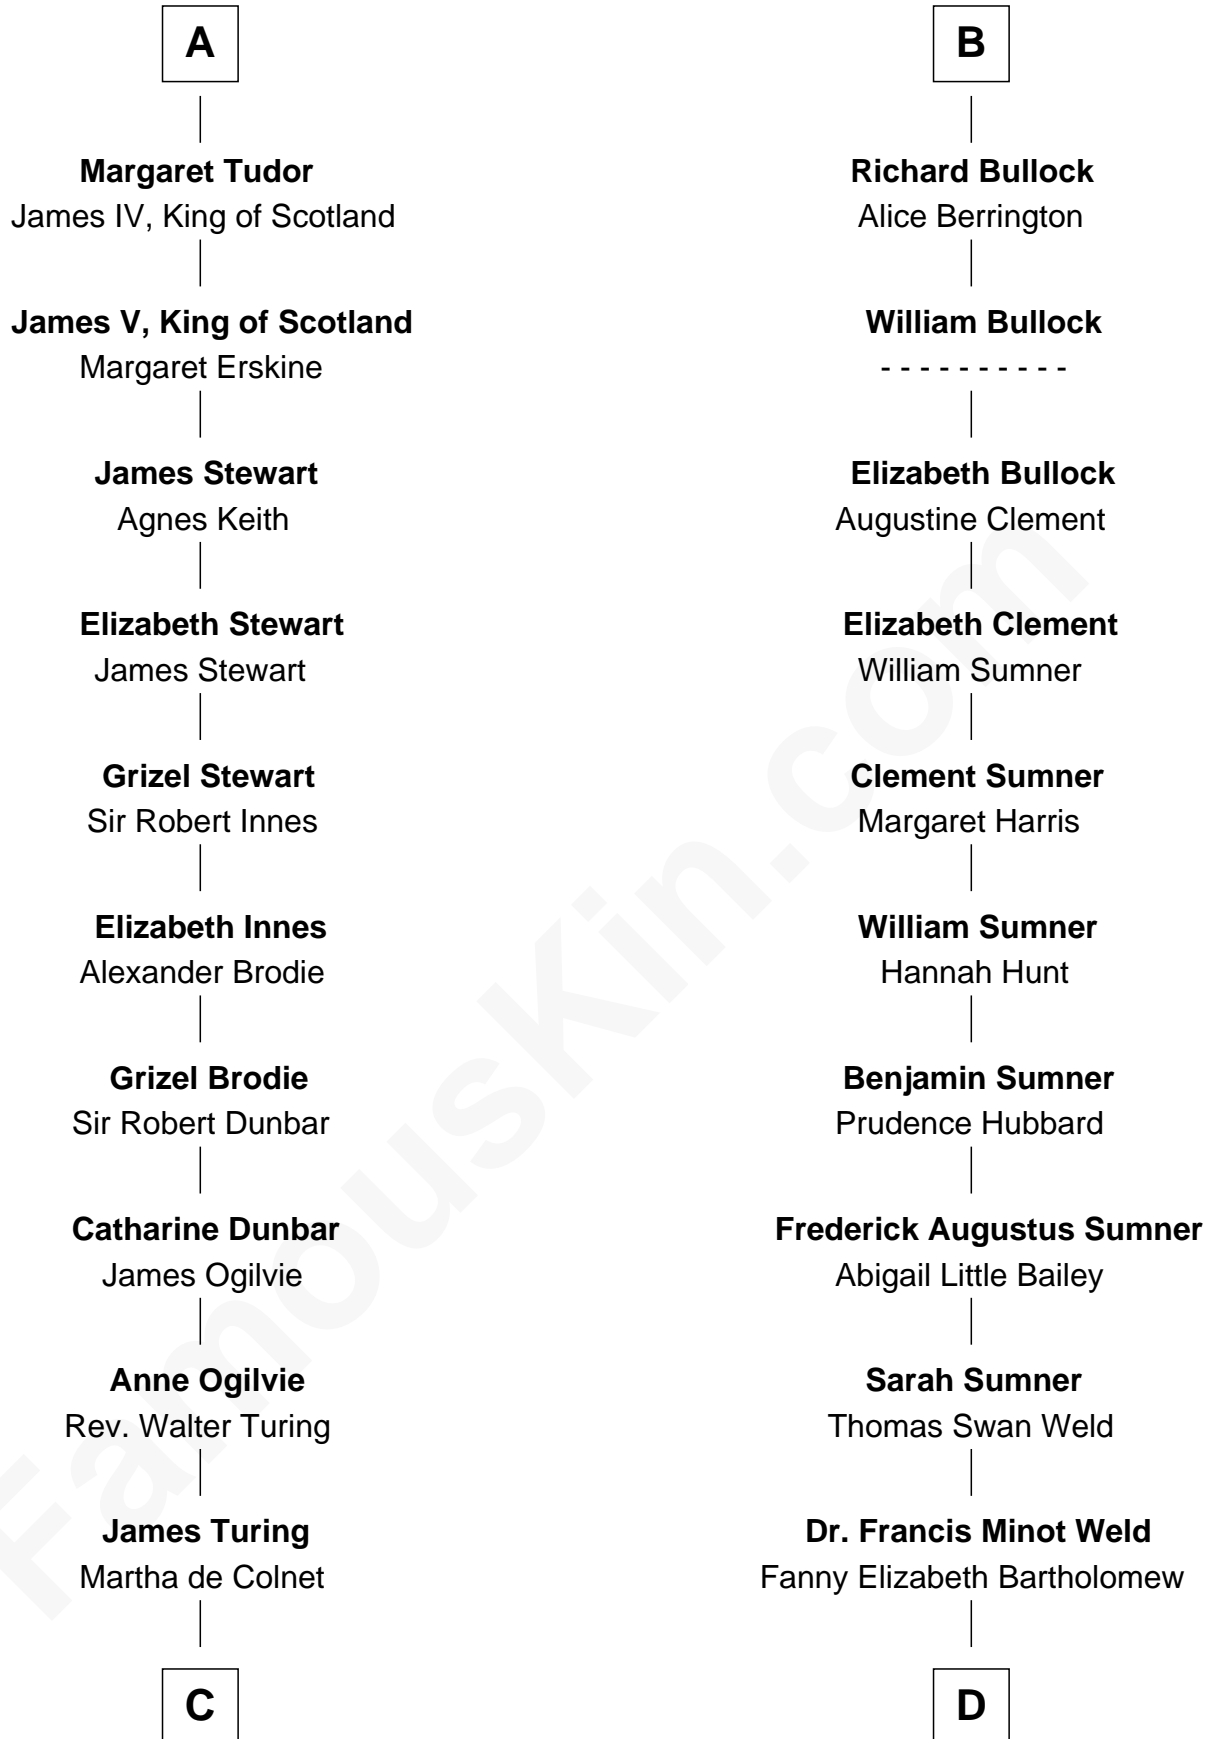 A
Margaret Tudor
James IV, King of Scotland
James V, King of Scotland
Margaret Erskine
James Stewart
Agnes Keith
Elizabeth Stewart
James Stewart
Grizel Stewart
Sir Robert Innes
Elizabeth Innes
Alexander Brodie
Grizel Brodie
Sir Robert Dunbar
Catharine Dunbar
James Ogilvie
Anne Ogilvie
Rev. Walter Turing
James Turing
Martha de Colnet
C
B
Richard Bullock
Alice Berrington
William Bullock
- - - - - - - - - -
Elizabeth Bullock
Augustine Clement
Elizabeth Clement
William Sumner
Clement Sumner
Margaret Harris
William Sumner
Hannah Hunt
Benjamin Sumner
Prudence Hubbard
Frederick Augustus Sumner
Abigail Little Bailey
Sarah Sumner
Thomas Swan Weld
Dr. Francis Minot Weld
Fanny Elizabeth Bartholomew
D
FamousKin.com